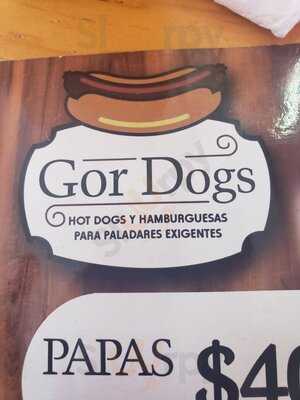 Gor Dogs
HOT DOGS Y HAMBURGUESAS
PARA PALADARES EXIGENTES
PAPAS